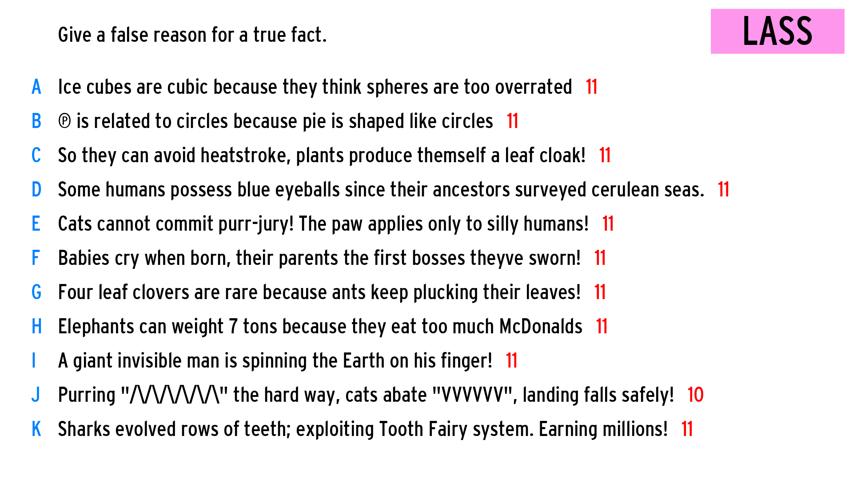 Give a false reason for a true fact.
LASS
A Ice cubes are cubic because they think spheres are too overrated 11
B ℗ is related to circles because pie is shaped like circles 11
C So they can avoid heatstroke, plants produce themself a leaf cloak! 11
D Some humans possess blue eyeballs since their ancestors surveyed cerulean seas. 11
E Cats cannot commit purr-jury! The paw applies only to silly humans! 11
F Babies cry when born, their parents the first bosses theyve sworn! 11
G Four leaf clovers are rare because ants keep plucking their leaves! 11
H Elephants can weight 7 tons because they eat too much McDonalds 11
I A giant invisible man is spinning the Earth on his finger! 11
J Purring "/\/\/\/\/\/\" the hard way, cats abate "VVVVVV", landing falls safely! 10
K Sharks evolved rows of teeth; exploiting Tooth Fairy system. Earning millions! 11